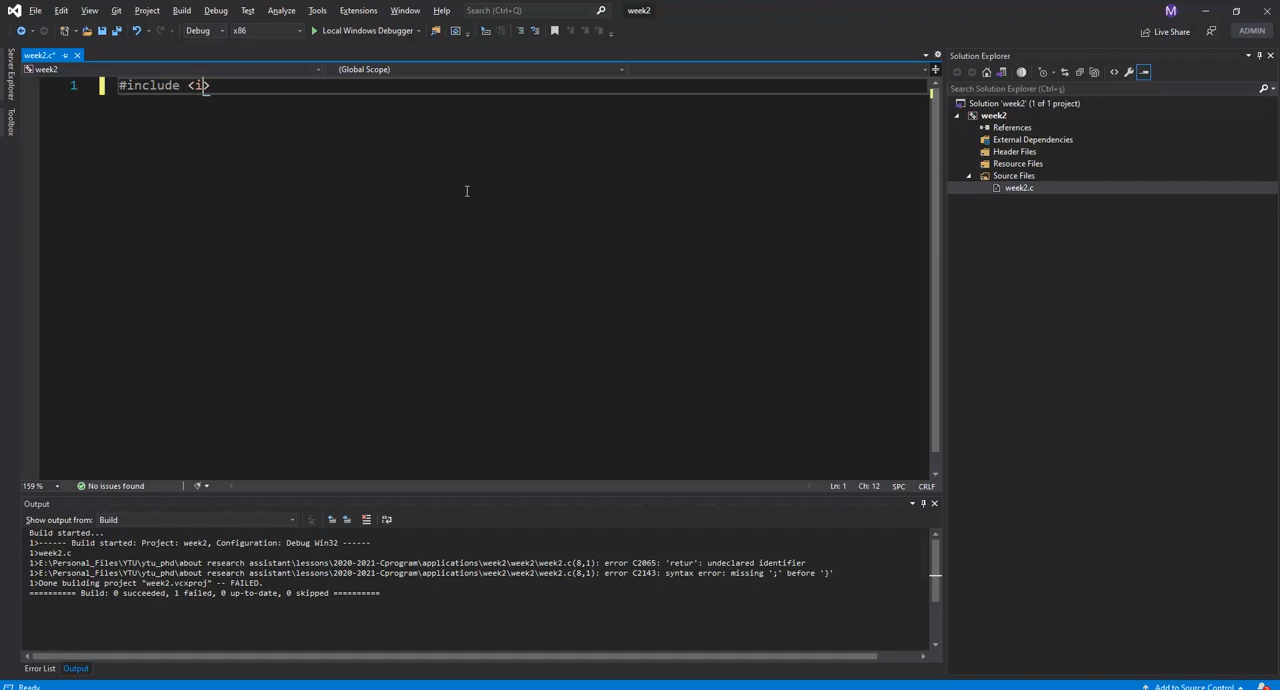 File Edit View Git Project Build Debug Test Analyze Tools Extensions Window Help Search (Ctrl+Q) week2 M
Debug x86 Local Windows Debugger Live Share ADMIN
week2.c*
week2 (Global Scope)
1 #include <i>
Server Explorer
Toolbox
159 % No issues found Ln: 1 Ch: 12 SPC CRLF
Output
Show output from: Build
Build started...
1>------ Build started: Project: week2, Configuration: Debug Win32 ------
1>week2.c
1>E:\Personal_Files\YTU\ytu_phd\about research assistant\lessons\2020-2021-Cprogram\applications\week2\week2\week2.c(8,1): error C2065: 'retur': undeclared identifier
1>E:\Personal_Files\YTU\ytu_phd\about research assistant\lessons\2020-2021-Cprogram\applications\week2\week2\week2.c(8,1): error C2143: syntax error: missing ';' before '}'
1>Done building project "week2.vcxproj" -- FAILED.
========== Build: 0 succeeded, 1 failed, 0 up-to-date, 0 skipped ==========
Error List Output
Ready Add to Source Control
Solution Explorer
Search Solution Explorer (Ctrl+ş)
Solution 'week2' (1 of 1 project)
week2
References
External Dependencies
Header Files
Resource Files
Source Files
week2.c